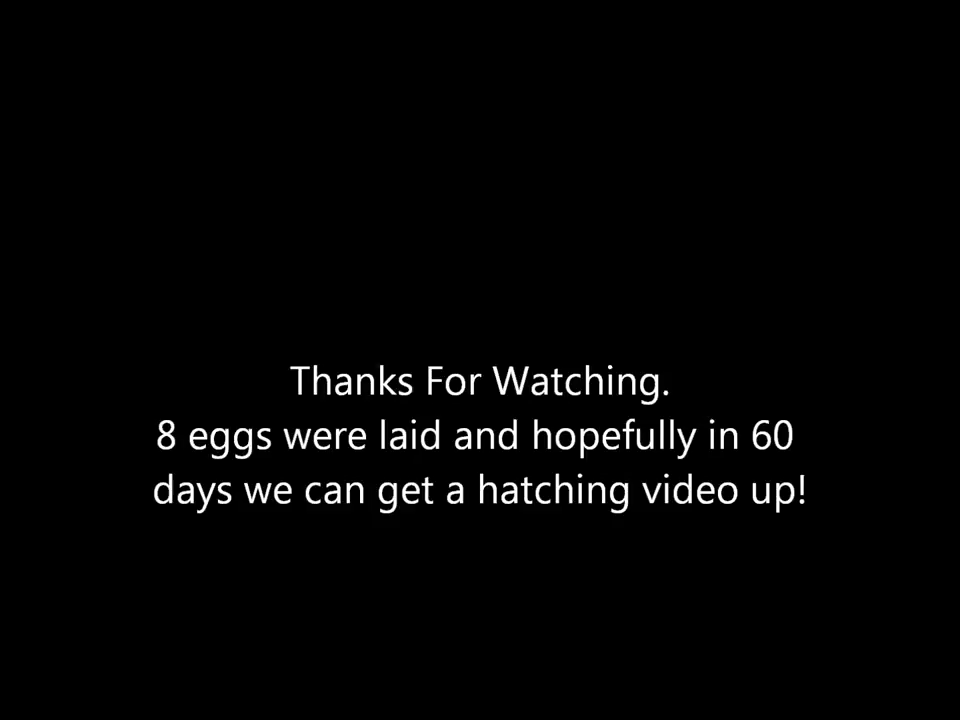 Thanks For Watching.
8 eggs were laid and hopefully in 60
days we can get a hatching video up!